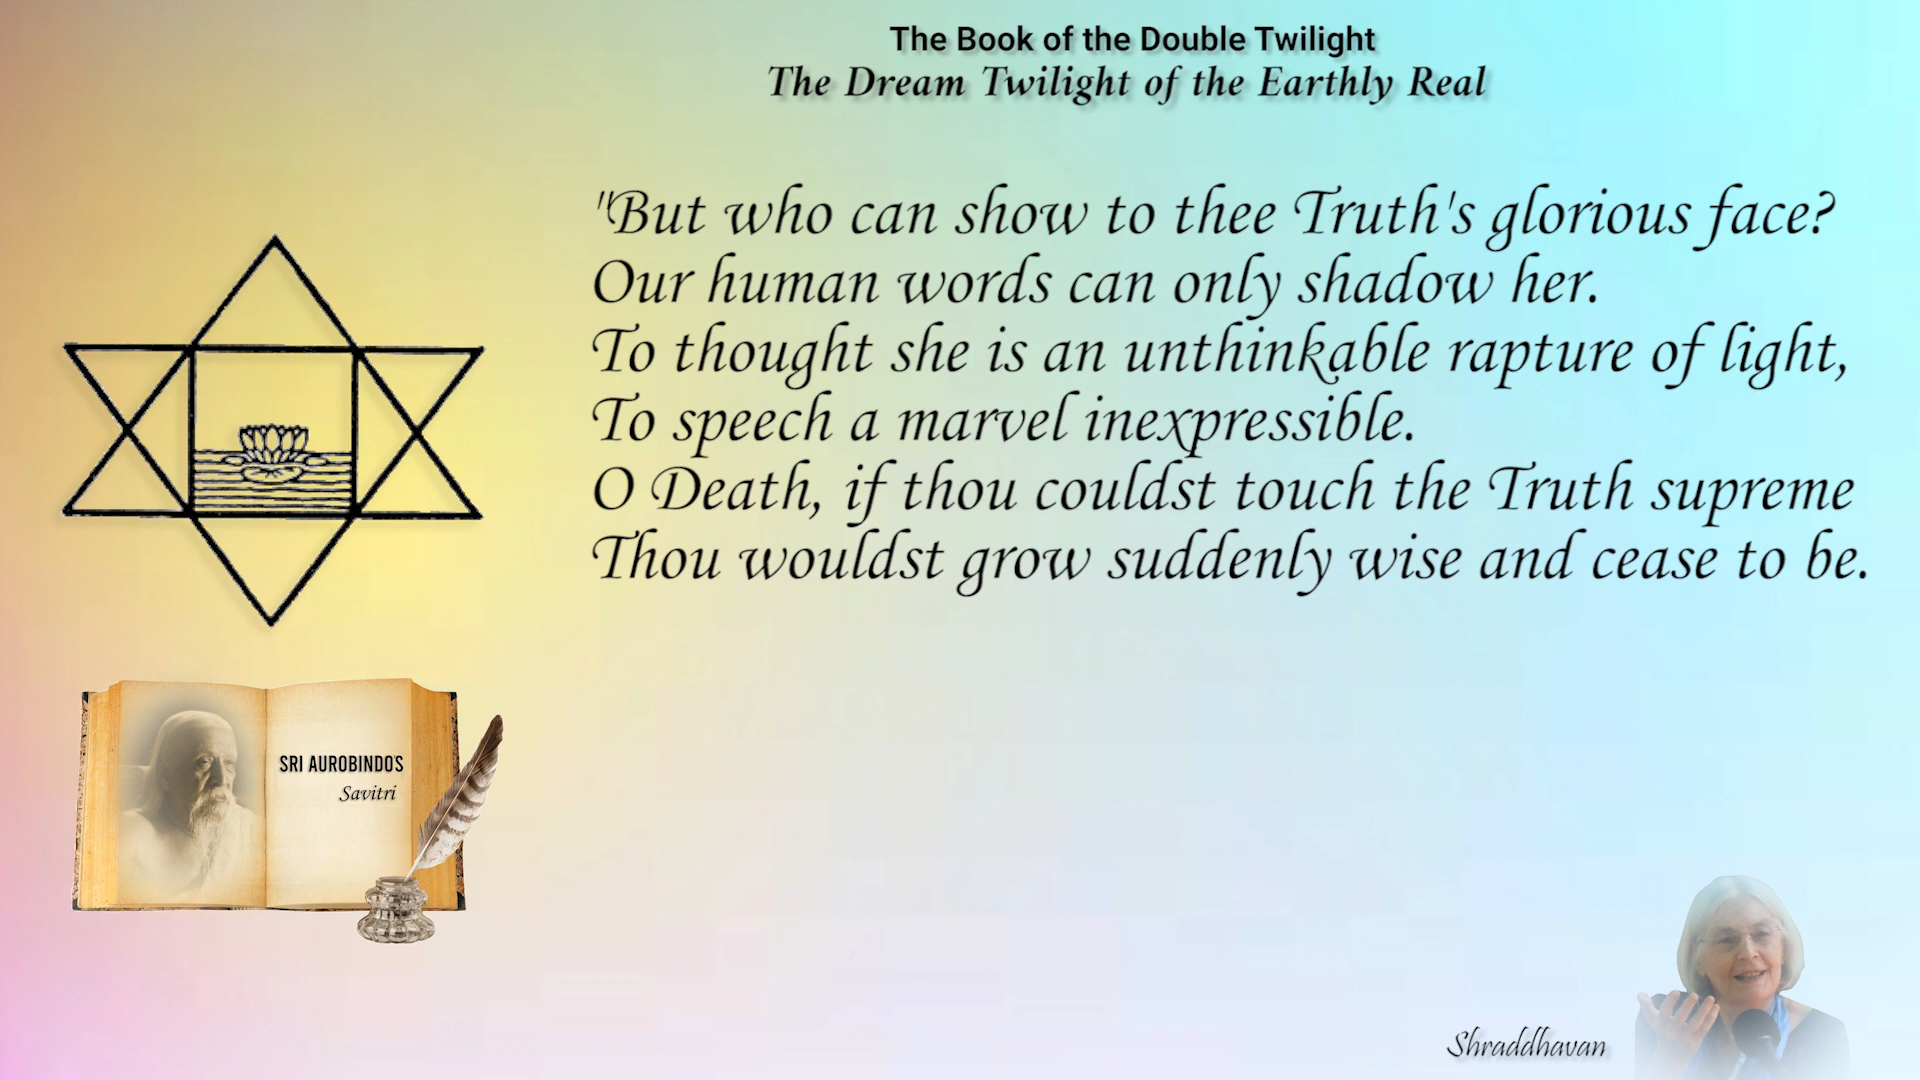 The Book of the Double Twilight
The Dream Twilight of the Earthly Real
"But who can show to thee Truth's glorious face?
Our human words can only shadow her.
To thought she is an unthinkable rapture of light,
To speech a marvel inexpressible.
O Death, if thou couldst touch the Truth supreme
Thou wouldst grow suddenly wise and cease to be.
SRI AUROBINDO'S
Savitri
Shraddhavan